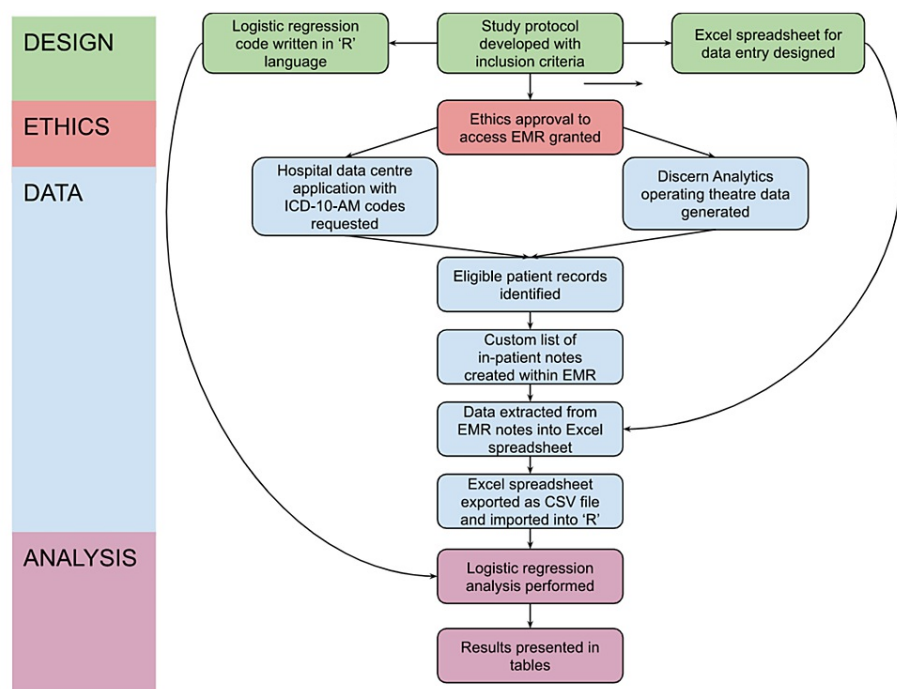 DESIGN
Logistic regression
code written in ‘R’
language
Study protocol
developed with
inclusion criteria
Excel spreadsheet for
data entry designed
ETHICS
Ethics approval to
access EMR granted
DATA
Hospital data centre
application with
ICD-10-AM codes
requested
Discern Analytics
operating theatre data
generated
Eligible patient records
identified
Custom list of
in-patient notes
created within EMR
Data extracted from
EMR notes into Excel
spreadsheet
Excel spreadsheet
exported as CSV file
and imported into ‘R’
ANALYSIS
Logistic regression
analysis performed
Results presented in
tables